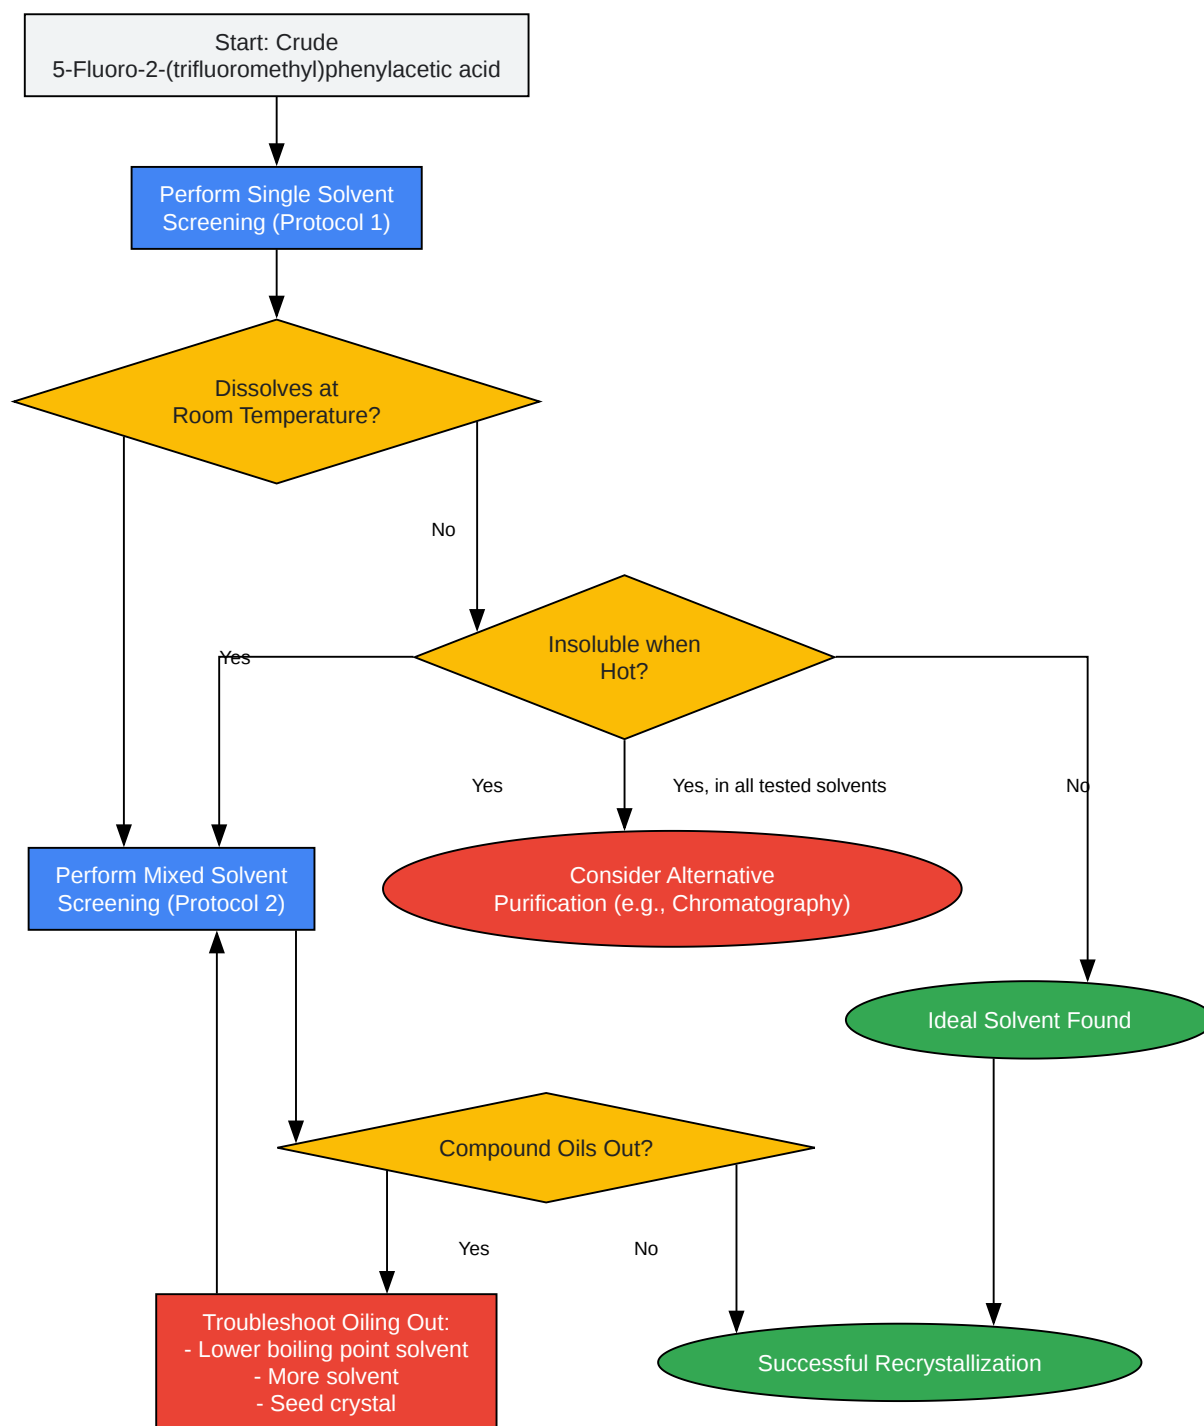 Start: Crude
5-Fluoro-2-(trifluoromethyl)phenylacetic acid
Perform Single Solvent
Screening (Protocol 1)
Dissolves at
Room Temperature?
No
Insoluble when
Hot?
Yes
Yes
Yes, in all tested solvents
No
Perform Mixed Solvent
Screening (Protocol 2)
Consider Alternative
Purification (e.g., Chromatography)
Ideal Solvent Found
Compound Oils Out?
Yes
No
Troubleshoot Oiling Out:
- Lower boiling point solvent
- More solvent
- Seed crystal
Successful Recrystallization